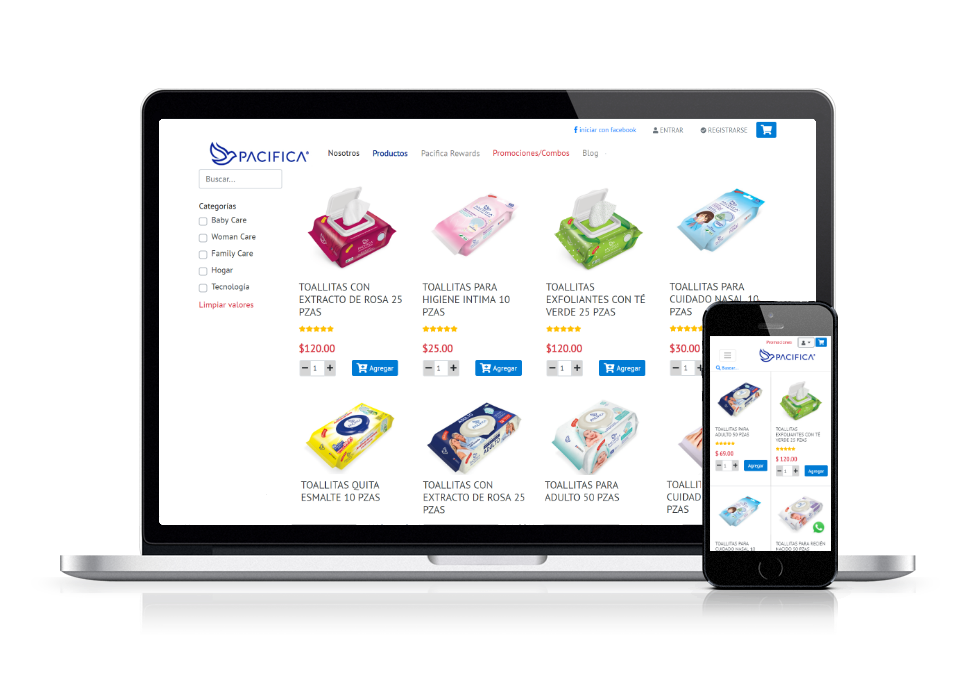 iniciar con facebook
ENTRAR
REGISTRARSE
PACIFICA®
Nosotros
Productos
Pacifica Rewards
Promociones/Combos
Blog
Buscar...
Categorías
Baby Care
Woman Care
Family Care
Hogar
Tecnología
Limpiar valores
TOALLITAS CON
EXTRACTO DE ROSA 25
PZAS
$120.00
1
Agregar
TOALLITAS PARA
HIGIENE INTIMA 10
PZAS
$25.00
1
Agregar
TOALLITAS
EXFOLIANTES CON TÉ
VERDE 25 PZAS
$120.00
1
Agregar
TOALLITAS PARA
CUIDADO NASAL 10
PZAS
$30.00
1
TOALLITAS QUITA
ESMALTE 10 PZAS
TOALLITAS CON
EXTRACTO DE ROSA 25
PZAS
ADULTO
TOALLITAS PARA
ADULTO 50 PZAS
CUIDAD
PZAS
Promociones
PACIFICA®
Buscar...
TOALLITAS PARA
ADULTO 50 PZAS
$ 69.00
1
Agregar
TOALLITAS
EXFOLIANTES CON TÉ
VERDE 25 PZAS
$ 120.00
1
Agregar
TOALLITAS PARA
CUIDADO NASAL 10
TOALLITAS PARA RECIÉN
NACIDO 50 PZAS